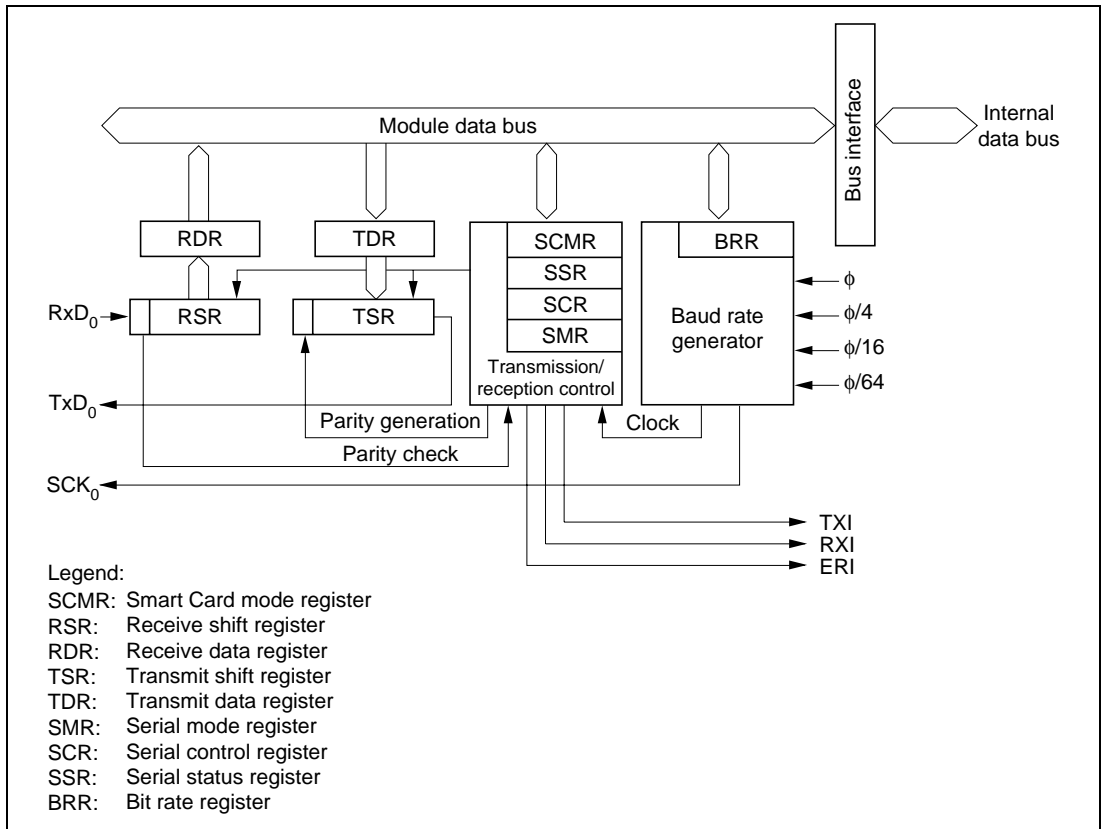 Module data bus
Bus interface
Internal
data bus
RDR
TDR
SCMR
SSR
SCR
SMR
BRR
RxD0
RSR
TSR
Baud rate
generator
ϕ
ϕ/4
ϕ/16
ϕ/64
Transmission/
reception control
TxD0
Parity generation
Clock
Parity check
SCK0
TXI
RXI
ERI
Legend:
SCMR: Smart Card mode register
RSR: Receive shift register
RDR: Receive data register
TSR: Transmit shift register
TDR: Transmit data register
SMR: Serial mode register
SCR: Serial control register
SSR: Serial status register
BRR: Bit rate register